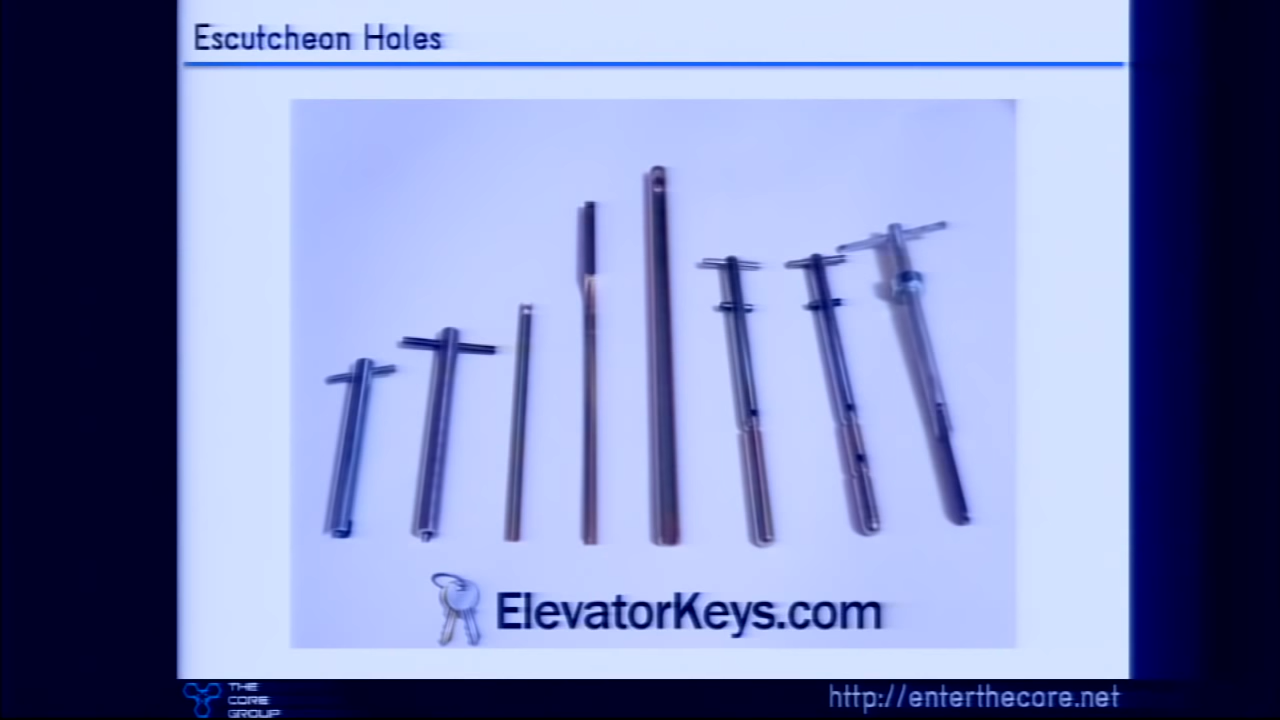 Escutcheon Holes
ElevatorKeys.com
THE
CORE
GROUP
http://enterthecore.net